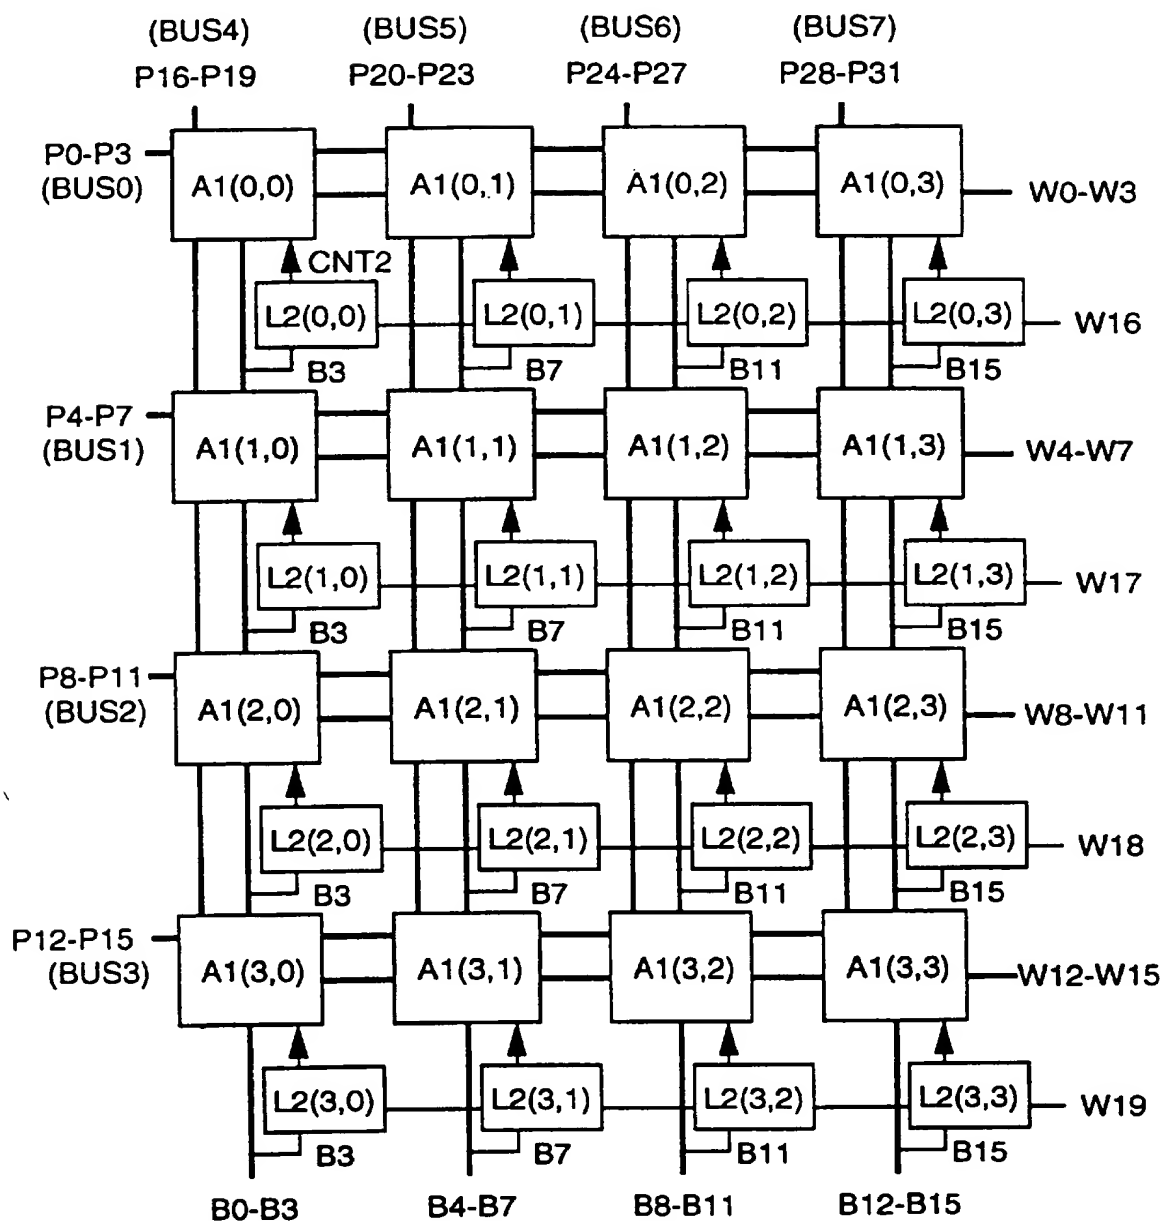 (BUS4) (BUS5) (BUS6) (BUS7)
P16-P19 P20-P23 P24-P27 P28-P31
P0-P3
(BUS0)
A1(0,0) A1(0,1) A1(0,2) A1(0,3) W0-W3
CNT2
L2(0,0) L2(0,1) L2(0,2) L2(0,3) W16
B3 B7 B11 B15
P4-P7
(BUS1)
A1(1,0) A1(1,1) A1(1,2) A1(1,3) W4-W7
L2(1,0) L2(1,1) L2(1,2) L2(1,3) W17
B3 B7 B11 B15
P8-P11
(BUS2)
A1(2,0) A1(2,1) A1(2,2) A1(2,3) W8-W11
L2(2,0) L2(2,1) L2(2,2) L2(2,3) W18
B3 B7 B11 B15
P12-P15
(BUS3)
A1(3,0) A1(3,1) A1(3,2) A1(3,3) W12-W15
L2(3,0) L2(3,1) L2(3,2) L2(3,3) W19
B3 B7 B11 B15
B0-B3 B4-B7 B8-B11 B12-B15